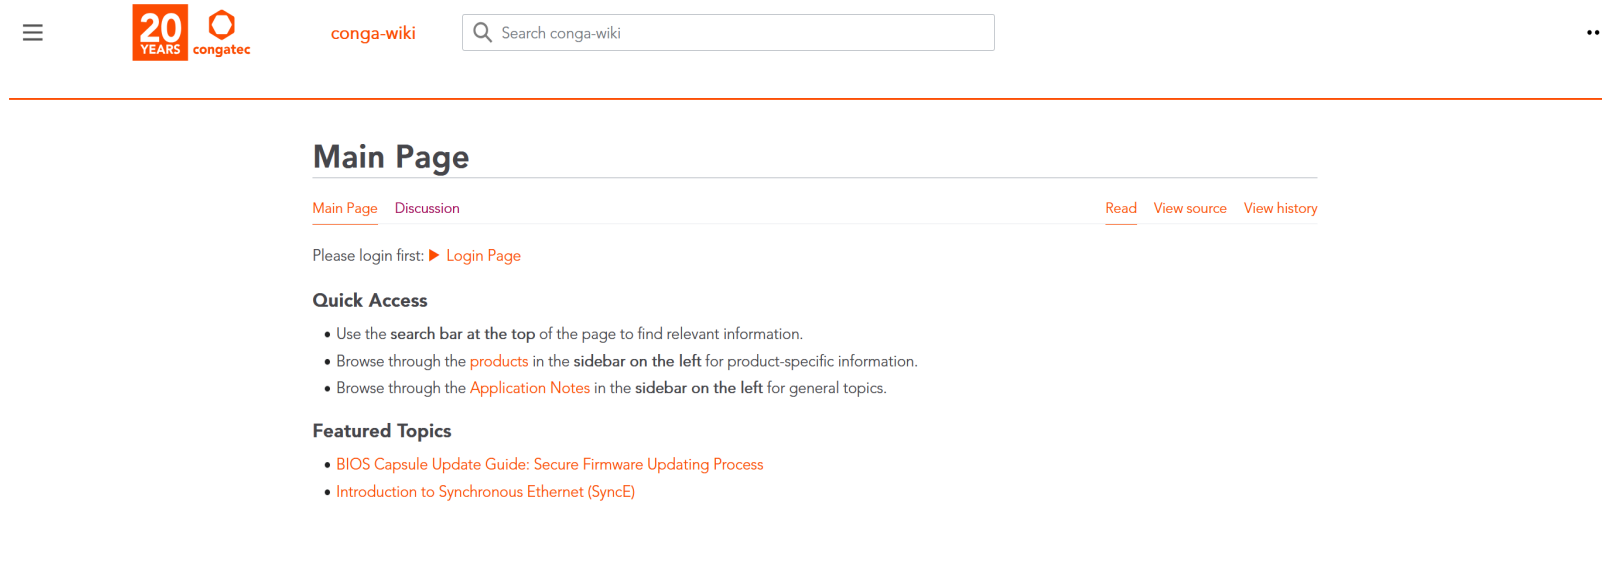 20
YEARS
congatec
conga-wiki
Search conga-wiki
Main Page
Main Page Discussion Read View source View history
Please login first: ▶ Login Page
Quick Access
• Use the search bar at the top of the page to find relevant information.
• Browse through the products in the sidebar on the left for product-specific information.
• Browse through the Application Notes in the sidebar on the left for general topics.
Featured Topics
• BIOS Capsule Update Guide: Secure Firmware Updating Process
• Introduction to Synchronous Ethernet (SyncE)